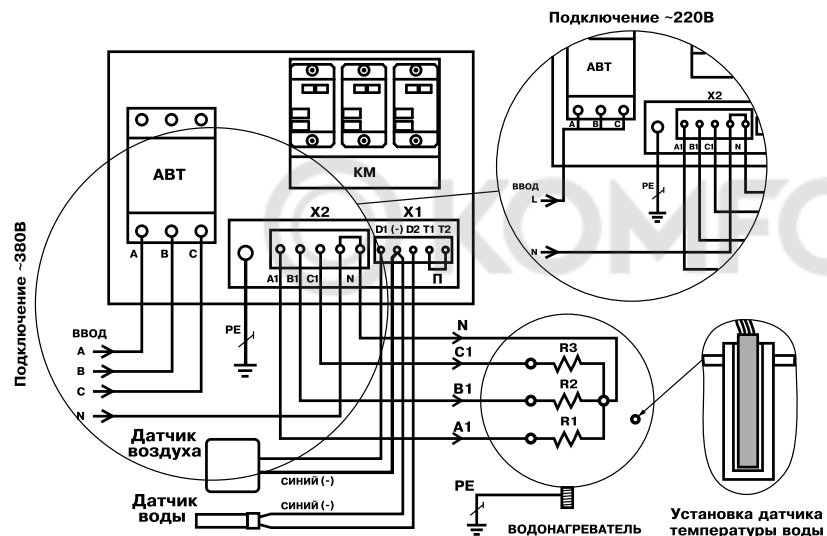 Подключение ~220В
АВТ
A B C
X2
A1 B1 C1 N
PE
ВВОД
L
N
KM
АВТ
A B C
X2 X1
D1 (-) D2 T1 T2
A1 B1 C1 N П
PE
Подключение ~380В
ВВОД
A
B
C
N
N
C1
B1
A1
R3
R2
R1
Датчик
воздуха
синий (-)
Датчик
воды
синий (-)
PE
ВОДОНАГРЕВАТЕЛЬ
Установка датчика
температуры воды
KOMFO